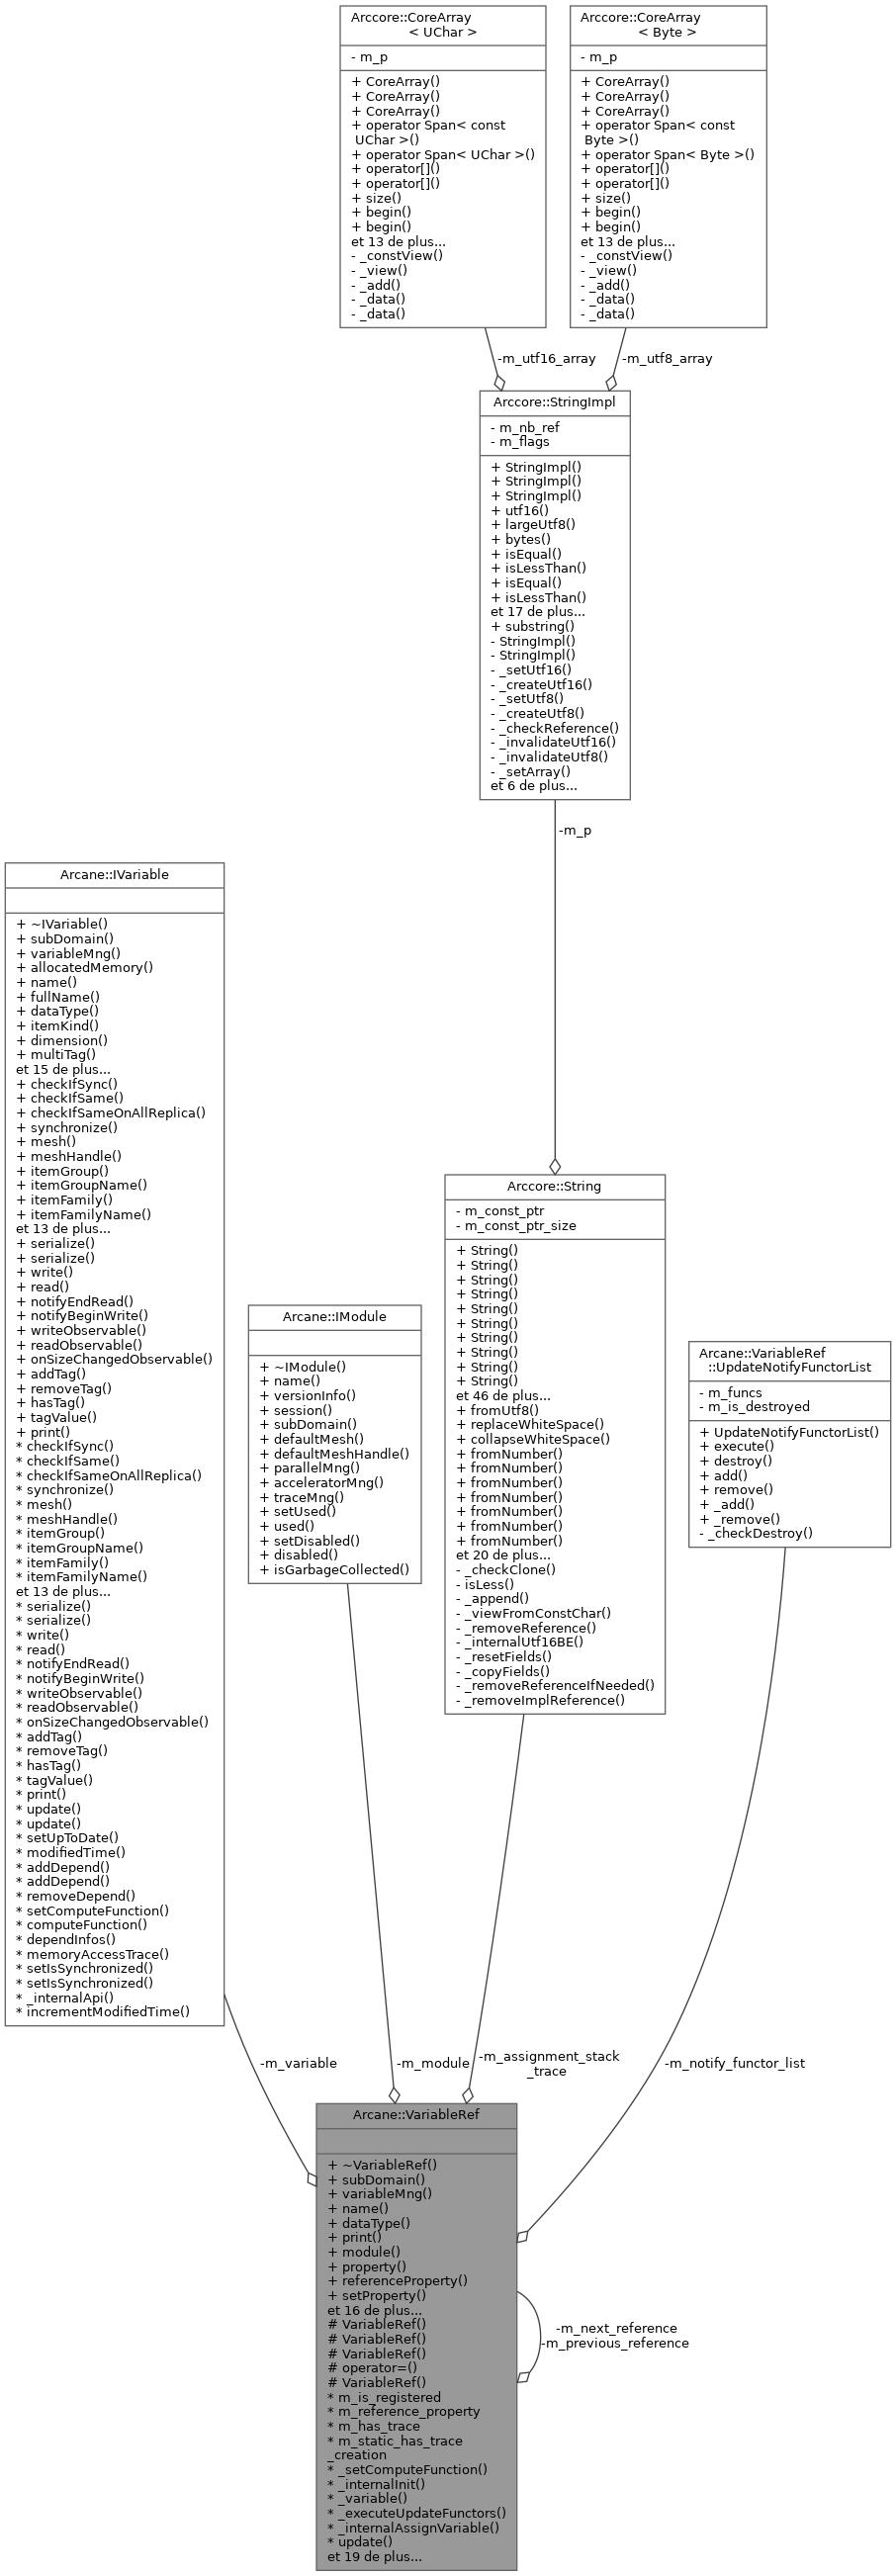 Arccore::CoreArray
< UChar >
- m_p
+ CoreArray()
+ CoreArray()
+ CoreArray()
+ operator Span< const
UChar >()
+ operator Span< UChar >()
+ operator[]()
+ operator[]()
+ size()
+ begin()
+ begin()
et 13 de plus...
- _constView()
- _view()
- _add()
- _data()
- _data()
Arccore::CoreArray
< Byte >
- m_p
+ CoreArray()
+ CoreArray()
+ CoreArray()
+ operator Span< const
Byte >()
+ operator Span< Byte >()
+ operator[]()
+ operator[]()
+ size()
+ begin()
+ begin()
et 13 de plus...
- _constView()
- _view()
- _add()
- _data()
- _data()
-m_utf16_array
-m_utf8_array
Arccore::StringImpl
- m_nb_ref
- m_flags
+ StringImpl()
+ StringImpl()
+ StringImpl()
+ utf16()
+ largeUtf8()
+ bytes()
+ isEqual()
+ isLessThan()
+ isEqual()
+ isLessThan()
et 17 de plus...
+ substring()
- StringImpl()
- StringImpl()
- _setUtf16()
- _createUtf16()
- _setUtf8()
- _createUtf8()
- _checkReference()
- _invalidateUtf16()
- _invalidateUtf8()
- _setArray()
et 6 de plus...
-m_p
Arcane::IVariable
+ ~IVariable()
+ subDomain()
+ variableMng()
+ allocatedMemory()
+ name()
+ fullName()
+ dataType()
+ itemKind()
+ dimension()
+ multiTag()
et 15 de plus...
+ checkIfSync()
+ checkIfSame()
+ checkIfSameOnAllReplica()
+ synchronize()
+ mesh()
+ meshHandle()
+ itemGroup()
+ itemGroupName()
+ itemFamily()
+ itemFamilyName()
et 13 de plus...
+ serialize()
+ serialize()
+ write()
+ read()
+ notifyEndRead()
+ notifyBeginWrite()
+ writeObservable()
+ readObservable()
+ onSizeChangedObservable()
+ addTag()
+ removeTag()
+ hasTag()
+ tagValue()
+ print()
* checkIfSync()
* checkIfSame()
* checkIfSameOnAllReplica()
* synchronize()
* mesh()
* meshHandle()
* itemGroup()
* itemGroupName()
* itemFamily()
* itemFamilyName()
et 13 de plus...
* serialize()
* serialize()
* write()
* read()
* notifyEndRead()
* notifyBeginWrite()
* writeObservable()
* readObservable()
* onSizeChangedObservable()
* addTag()
* removeTag()
* hasTag()
* tagValue()
* print()
* update()
* update()
* setUpToDate()
* modifiedTime()
* addDepend()
* addDepend()
* removeDepend()
* setComputeFunction()
* computeFunction()
* dependInfos()
* memoryAccessTrace()
* setIsSynchronized()
* setIsSynchronized()
* _internalApi()
* incrementModifiedTime()
Arcane::IModule
+ ~IModule()
+ name()
+ versionInfo()
+ session()
+ subDomain()
+ defaultMesh()
+ defaultMeshHandle()
+ parallelMng()
+ acceleratorMng()
+ traceMng()
+ setUsed()
+ used()
+ setDisabled()
+ disabled()
+ isGarbageCollected()
Arccore::String
- m_const_ptr
- m_const_ptr_size
+ String()
+ String()
+ String()
+ String()
+ String()
+ String()
+ String()
+ String()
+ String()
+ String()
et 46 de plus...
+ fromUtf8()
+ replaceWhiteSpace()
+ collapseWhiteSpace()
+ fromNumber()
+ fromNumber()
+ fromNumber()
+ fromNumber()
+ fromNumber()
+ fromNumber()
+ fromNumber()
et 20 de plus...
- _checkClone()
- isLess()
- _append()
- _viewFromConstChar()
- _removeReference()
- _internalUtf16BE()
- _resetFields()
- _copyFields()
- _removeReferenceIfNeeded()
- _removeImplReference()
Arcane::VariableRef
::UpdateNotifyFunctorList
- m_funcs
- m_is_destroyed
+ UpdateNotifyFunctorList()
+ execute()
+ destroy()
+ add()
+ remove()
+ _add()
+ _remove()
- _checkDestroy()
-m_variable
-m_module
-m_assignment_stack
_trace
-m_notify_functor_list
Arcane::VariableRef
+ ~VariableRef()
+ subDomain()
+ variableMng()
+ name()
+ dataType()
+ print()
+ module()
+ property()
+ referenceProperty()
+ setProperty()
et 16 de plus...
# VariableRef()
# VariableRef()
# VariableRef()
# operator=()
# VariableRef()
* m_is_registered
* m_reference_property
* m_has_trace
* m_static_has_trace
_creation
* _setComputeFunction()
* _internalInit()
* _variable()
* _executeUpdateFunctors()
* _internalAssignVariable()
* update()
et 19 de plus...
-m_next_reference
-m_previous_reference